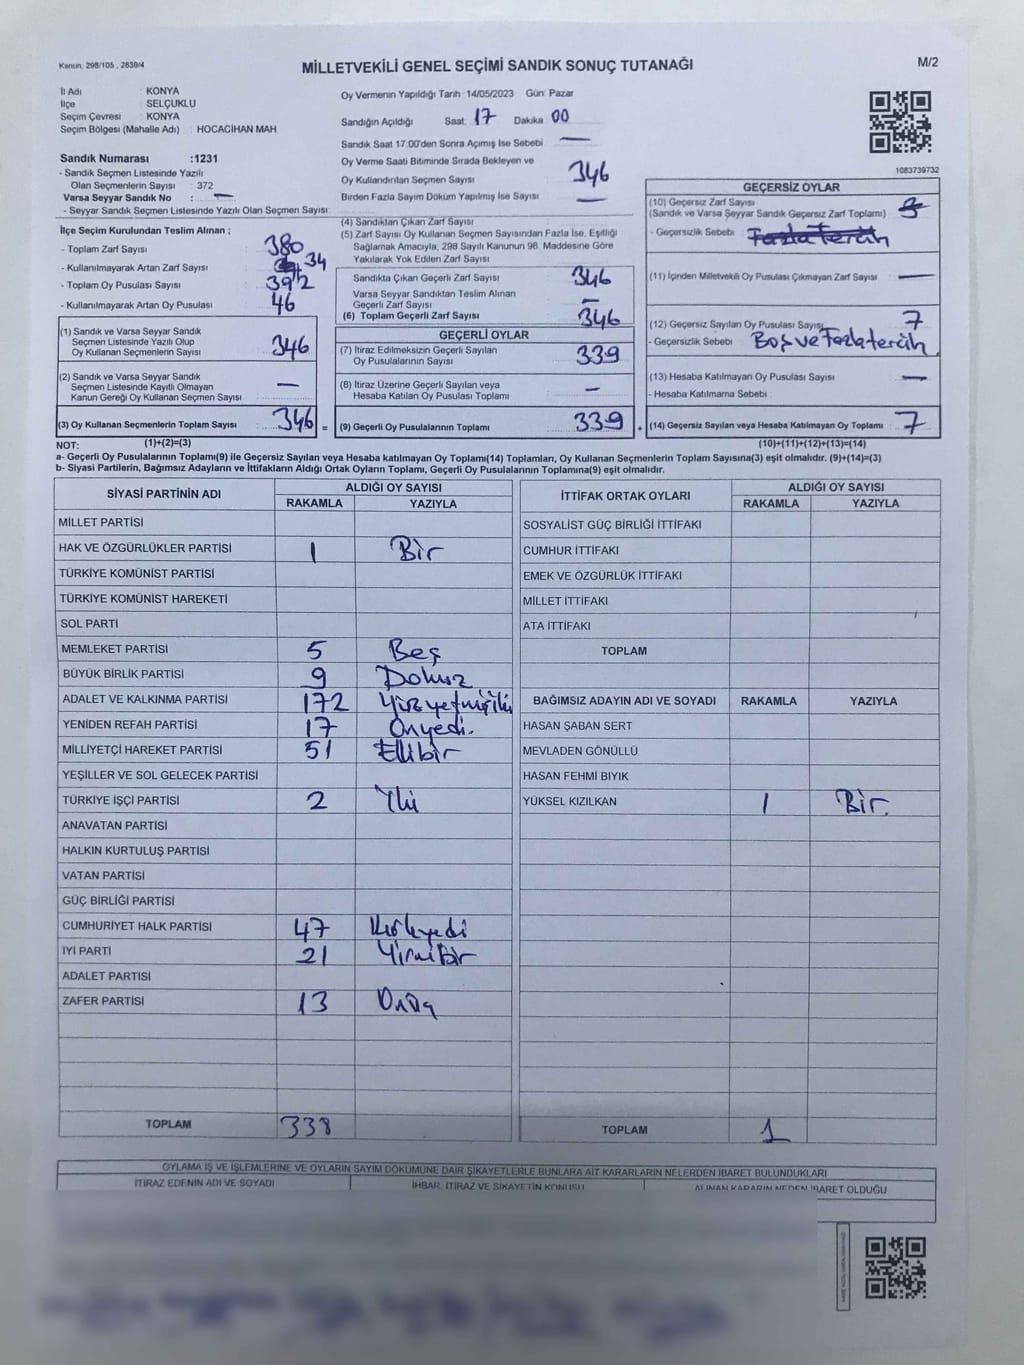 Kanun: 298/105 , 2839/4
MİLLETVEKİLİ GENEL SEÇİMİ SANDIK SONUÇ TUTANAĞI
M/2
İl Adı : KONYA
İlçe : SELÇUKLU
Seçim Çevresi : KONYA
Seçim Bölgesi (Mahalle Adı) : HOCACİHAN MAH.
Sandık Numarası :1231
- Sandık Seçmen Listesinde Yazılı
Olan Seçmenlerin Sayısı : 372
Varsa Seyyar Sandık No : —
- Seyyar Sandık Seçmen Listesinde Yazılı Olan Seçmen Sayısı:
İlçe Seçim Kurulundan Teslim Alınan ;
- Toplam Zarf Sayısı 380
- Kullanılmayarak Artan Zarf Sayısı 34
- Toplam Oy Pusulası Sayısı 392
- Kullanılmayarak Artan Oy Pusulası 46
(1) Sandık ve Varsa Seyyar Sandık
Seçmen Listesinde Yazılı Olup
Oy Kullanan Seçmenlerin Sayısı 346
(2) Sandık ve Varsa Seyyar Sandık
Seçmen Listesinde Kayıtlı Olmayan
Kanun Gereği Oy Kullanan Seçmen Sayısı —
(3) Oy Kullanan Seçmenlerin Toplam Sayısı 346 =
Oy Vermenin Yapıldığı Tarih :14/05/2023 Gün: Pazar
Sandığın Açıldığı Saat: 17 Dakika 00
Sandık Saat 17:00'den Sonra Açılmış İse Sebebi —
Oy Verme Saati Bitiminde Sırada Bekleyen ve
Oy Kullandırılan Seçmen Sayısı 346
Birden Fazla Sayım Döküm Yapılmış İse Sayısı —
(4) Sandıktan Çıkan Zarf Sayısı
(5) Zarf Sayısı Oy Kullanan Seçmen Sayısından Fazla İse, Eşitliği
Sağlamak Amacıyla, 298 Sayılı Kanunun 98. Maddesine Göre
Yakılarak Yok Edilen Zarf Sayısı
Sandıkta Çıkan Geçerli Zarf Sayısı 346
Varsa Seyyar Sandıktan Teslim Alınan
Geçerli Zarf Sayısı —
(6) Toplam Geçerli Zarf Sayısı 346
GEÇERLİ OYLAR
(7) İtiraz Edilmeksizin Geçerli Sayılan
Oy Pusulalarının Sayısı 339
(8) İtiraz Üzerine Geçerli Sayılan veya
Hesaba Katılan Oy Pusulası Toplamı —
(9) Geçerli Oy Pusulalarının Toplamı 339 +
1083739732
GEÇERSİZ OYLAR
(10) Geçersiz Zarf Sayısı
(Sandık ve Varsa Seyyar Sandık Geçersiz Zarf Toplamı)
- Geçersizlik Sebebi : Fazla Tercih
(11) İçinden Milletvekili Oy Pusulası Çıkmayan Zarf Sayısı —
(12) Geçersiz Sayılan Oy Pusulası Sayısı 7
- Geçersizlik Sebebi Boş ve Fazla tercih
(13) Hesaba Katılmayan Oy Pusulası Sayısı —
- Hesaba Katılmama Sebebi :
(14) Geçersiz Sayılan veya Hesaba Katılmayan Oy Toplamı 7
NOT: (1)+(2)=(3) (10)+(11)+(12)+(13)=(14)
a- Geçerli Oy Pusulalarının Toplamı(9) ile Geçersiz Sayılan veya Hesaba katılmayan Oy Toplamı(14) Toplamları, Oy Kullanan Seçmenlerin Toplam Sayısına(3) eşit olmalıdır. (9)+(14)=(3)
b- Siyasi Partilerin, Bağımsız Adayların ve İttifakların Aldığı Ortak Oyların Toplamı, Geçerli Oy Pusulalarının Toplamına(9) eşit olmalıdır.
SİYASİ PARTİNİN ADI ALDIĞI OY SAYISI
RAKAMLA YAZIYLA
MİLLET PARTİSİ
HAK VE ÖZGÜRLÜKLER PARTİSİ 1 Bir
TÜRKİYE KOMÜNİST PARTİSİ
TÜRKİYE KOMÜNİST HAREKETİ
SOL PARTİ
MEMLEKET PARTİSİ 5 Beş
BÜYÜK BİRLİK PARTİSİ 9 Dokuz
ADALET VE KALKINMA PARTİSİ 172 Yüzyetmişiki
YENİDEN REFAH PARTİSİ 17 Onyedi.
MİLLİYETÇİ HAREKET PARTİSİ 51 Ellibir
YEŞİLLER VE SOL GELECEK PARTİSİ
TÜRKİYE İŞÇİ PARTİSİ 2 İki
ANAVATAN PARTİSİ
HALKIN KURTULUŞ PARTİSİ
VATAN PARTİSİ
GÜÇ BİRLİĞİ PARTİSİ
CUMHURİYET HALK PARTİSİ 47 Kırkyedi
İYİ PARTİ 21 Yirmibir
ADALET PARTİSİ
ZAFER PARTİSİ 13 Onüç
TOPLAM 338
İTTİFAK ORTAK OYLARI ALDIĞI OY SAYISI
RAKAMLA YAZIYLA
SOSYALİST GÜÇ BİRLİĞİ İTTİFAKI
CUMHUR İTTİFAKI
EMEK VE ÖZGÜRLÜK İTTİFAKI
MİLLET İTTİFAKI
ATA İTTİFAKI
TOPLAM
BAĞIMSIZ ADAYIN ADI VE SOYADI RAKAMLA YAZIYLA
HASAN ŞABAN SERT
MEVLADEN GÖNÜLLÜ
HASAN FEHMİ BIYIK
YÜKSEL KIZILKAN 1 Bir.
TOPLAM 1
OYLAMA İŞ VE İŞLEMLERİNE VE OYLARIN SAYIM DÖKÜMÜNE DAİR ŞİKAYETLERLE BUNLARA AİT KARARLARIN NELERDEN İBARET BULUNDUKLARI
İTİRAZ EDENİN ADI VE SOYADI İHBAR, İTİRAZ VE ŞİKAYETİN KONUSU ALINAN KARARIN NEDEN İBARET OLDUĞU